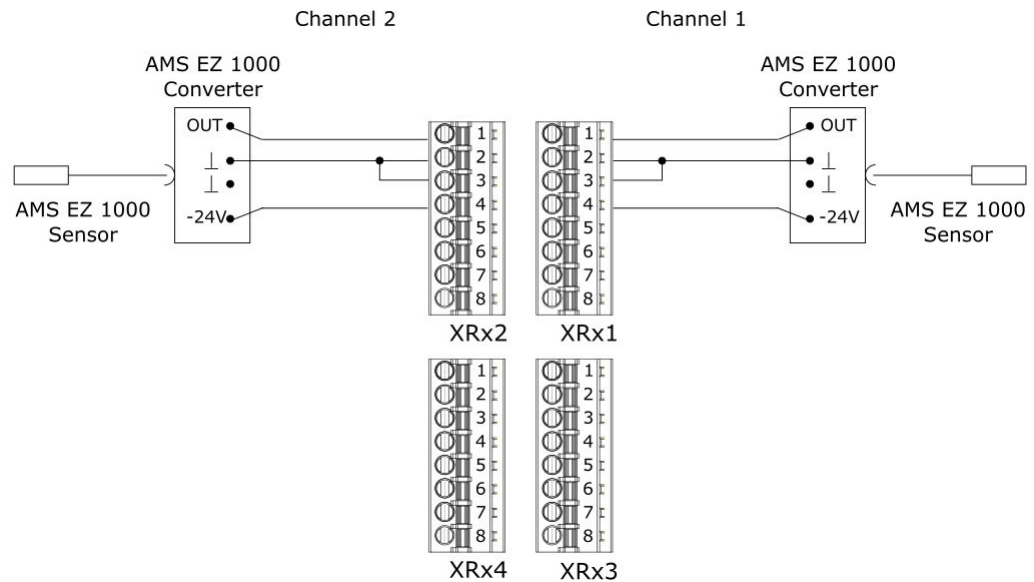 Channel 2
Channel 1
AMS EZ 1000
Converter
OUT
⊥
⊥
-24V
AMS EZ 1000
Sensor
1
2
3
4
5
6
7
8
XRx2
1
2
3
4
5
6
7
8
XRx1
AMS EZ 1000
Converter
OUT
⊥
⊥
-24V
AMS EZ 1000
Sensor
1
2
3
4
5
6
7
8
XRx4
1
2
3
4
5
6
7
8
XRx3